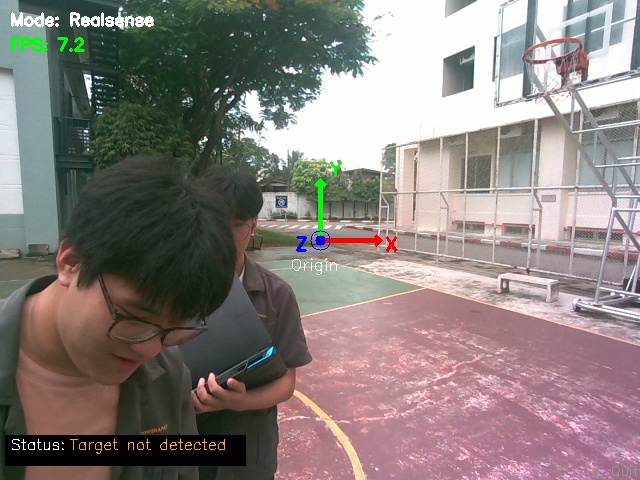 Mode: Realsense
FPS: 7.2
Y
Z
X
Origin
Status: Target not detected